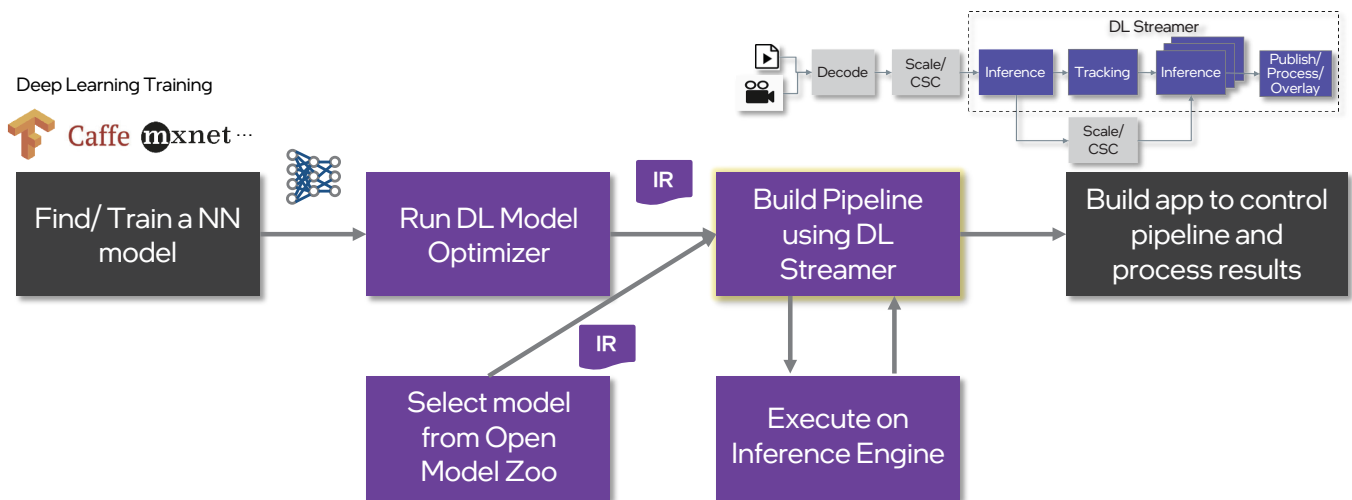 DL Streamer
Decode
Scale/
CSC
Inference
Tracking
Inference
Publish/
Process/
Overlay
Scale/
CSC
Deep Learning Training
Caffe
mxnet ...
IR
Find/ Train a NN
model
Run DL Model
Optimizer
Build Pipeline
using DL
Streamer
Build app to control
pipeline and
process results
IR
Select model
from Open
Model Zoo
Execute on
Inference Engine